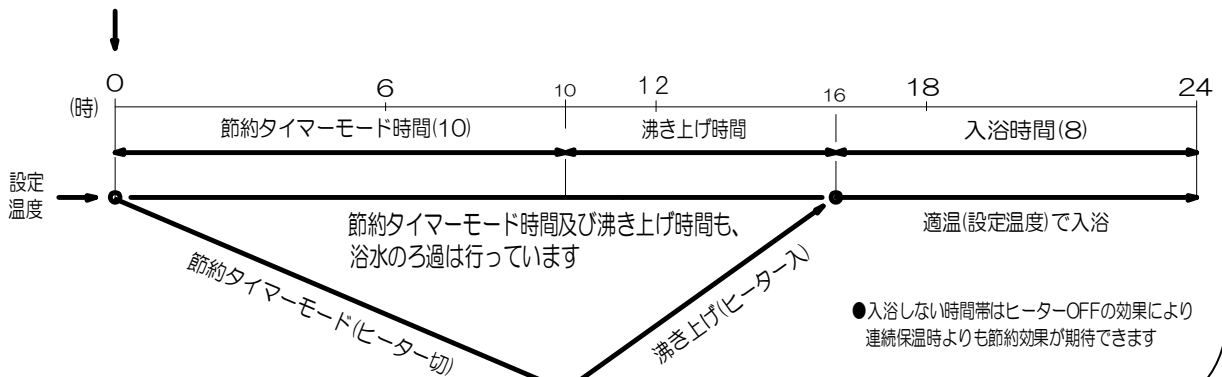 0
6
10
12
16
18
24
(時)
節約タイマーモード時間(10)
沸き上げ時間
入浴時間(8)
設定
温度
節約タイマーモード時間及び沸き上げ時間も、
浴水のろ過は行っています
適温(設定温度)で入浴
節約タイマーモード(ヒーター切)
沸き上げ(ヒーター入)
●入浴しない時間帯はヒーターOFFの効果により
連続保温時よりも節約効果が期待できます